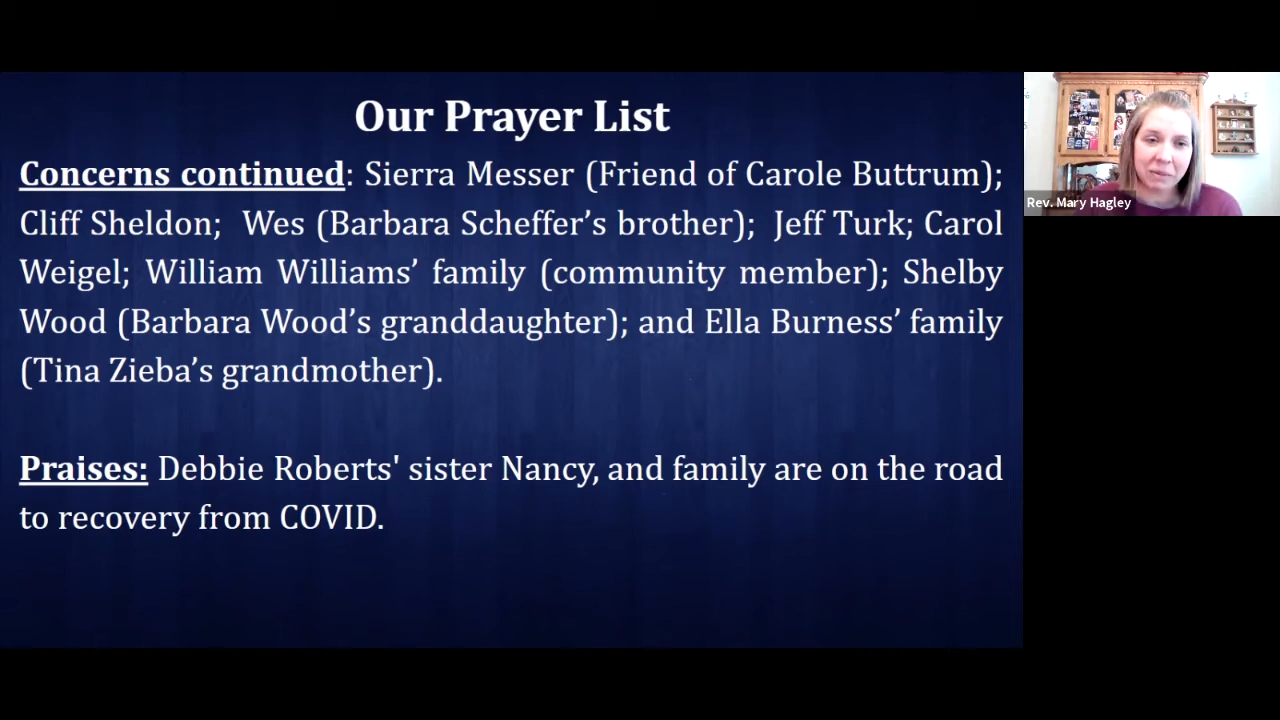 Our Prayer List
Concerns continued: Sierra Messer (Friend of Carole Buttrum);
Cliff Sheldon;  Wes (Barbara Scheffer’s brother);  Jeff Turk; Carol
Weigel; William Williams’ family (community member); Shelby
Wood (Barbara Wood’s granddaughter); and Ella Burness’ family
(Tina Zieba’s grandmother).
Praises: Debbie Roberts' sister Nancy, and family are on the road
to recovery from COVID.
Rev. Mary Hagley